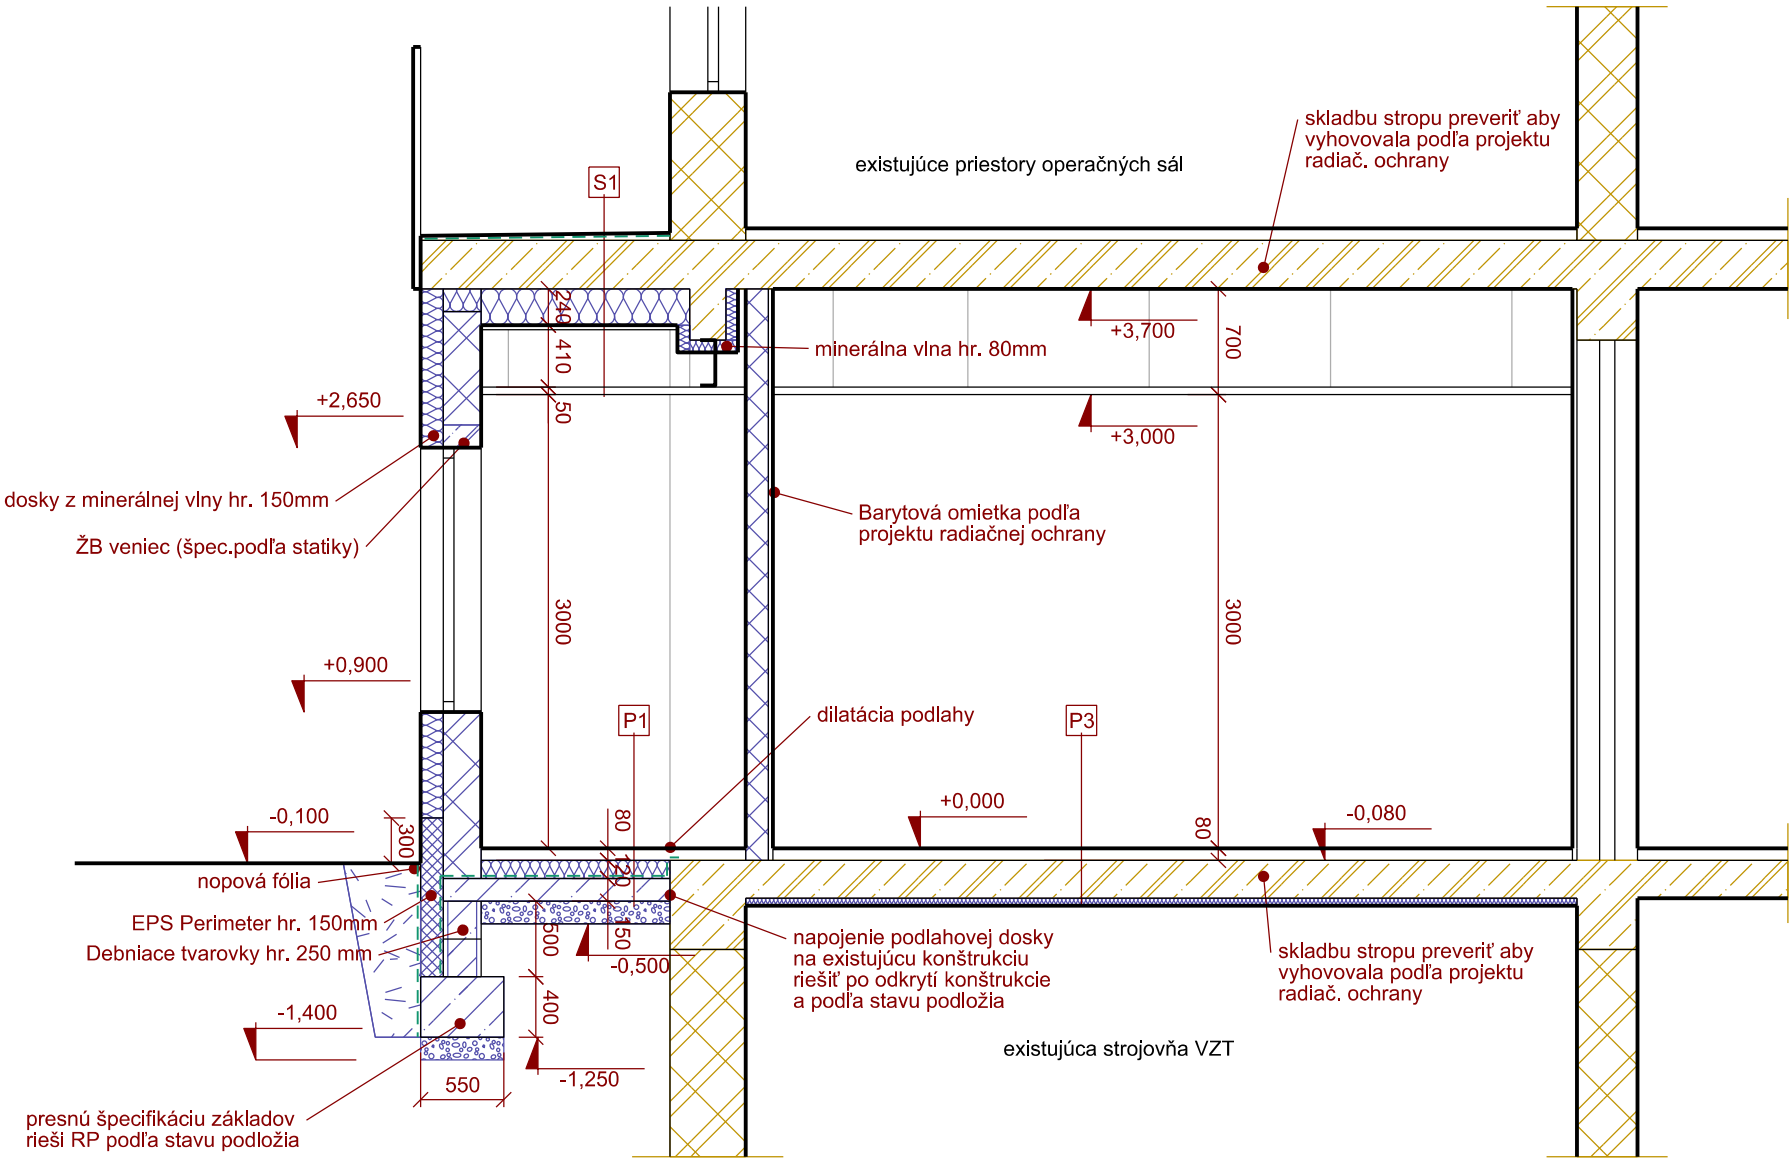 skladbu stropu preveriť aby
vyhovovala podľa projektu
radiač. ochrany
existujúce priestory operačných sál
S1
240
410
50
3000
+3,700
700
minerálna vlna hr. 80mm
+3,000
+2,650
dosky z minerálnej vlny hr. 150mm
ŽB veniec (špec.podľa statiky)
Barytová omietka podľa
projektu radiačnej ochrany
3000
+0,900
P1
dilatácia podlahy
P3
-0,100
300
80
+0,000
80
-0,080
120
nopová fólia
EPS Perimeter hr. 150mm
Debniace tvarovky hr. 250 mm
500
150
-0,500
napojenie podlahovej dosky
na existujúcu konštrukciu
riešiť po odkrytí konštrukcie
a podľa stavu podložia
skladbu stropu preveriť aby
vyhovovala podľa projektu
radiač. ochrany
400
-1,400
-1,250
550
existujúca strojovňa VZT
presnú špecifikáciu základov
rieši RP podľa stavu podložia